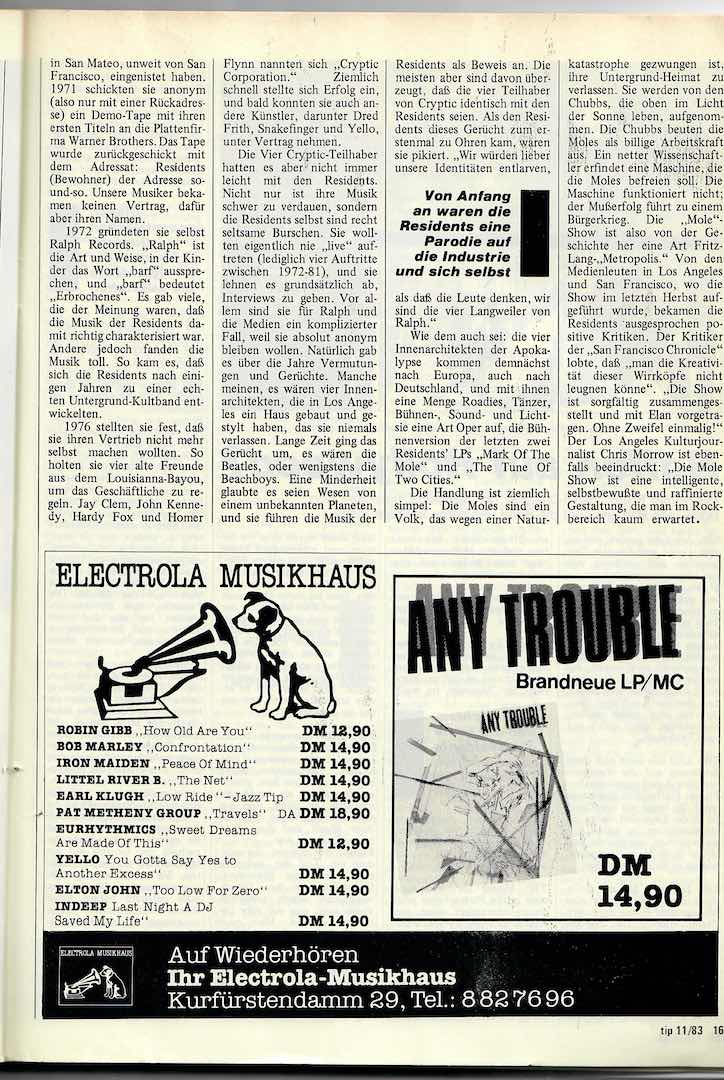 in San Mateo, unweit von San
Francisco, eingenistet haben.
1971 schickten sie anonym
(also nur mit einer Rückadres-
se) ein Demo-Tape mit ihren
ersten Titeln an die Plattenfir-
ma Warner Brothers. Das Tape
wurde zurückgeschickt mit
dem Adressat: Residents
(Bewohner) der Adresse so-
und-so. Unsere Musiker beka-
men keinen Vertrag, dafür
aber ihren Namen.
1972 gründeten sie selbst
Ralph Records. „Ralph" ist
die Art und Weise, in der Kin-
der das Wort „barf" ausspre-
chen, und „barf" bedeutet
„Erbrochenes". Es gab viele,
die der Meinung waren, daß
die Musik der Residents da-
mit richtig charakterisiert war.
Andere jedoch fanden die
Musik toll. So kam es, daß
sich die Residents nach eini-
gen Jahren zu einer ech-
ten Untergrund-Kultband ent-
wickelten.
1976 stellten sie fest, daß
sie ihren Vertrieb nicht mehr
selbst machen wollten. So
holten sie vier alte Freunde
aus dem Louisianna-Bayou,
um das Geschäftliche zu re-
geln. Jay Clem, John Kenne-
dy, Hardy Fox und Homer
Flynn nannten sich „Cryptic
Corporation." Ziemlich
schnell stellte sich Erfolg ein,
und bald konnten sie auch an-
dere Künstler, darunter Dred
Frith, Snakefinger und Yello,
unter Vertrag nehmen.
Die Vier Cryptic-Teilhaber
hatten es aber nicht immer
leicht mit den Residents.
Nicht nur ist ihre Musik
schwer zu verdauen, sondern
die Residents selbst sind recht
seltsame Burschen. Sie woll-
ten eigentlich nie „live" auf-
treten (lediglich vier Auftritte
zwischen 1972-81), und sie
lehnen es grundsätzlich ab,
Interviews zu geben. Vor al-
lem sind sie für Ralph und
die Medien ein komplizierter
Fall, weil sie absolut anonym
bleiben wollen. Natürlich gab
es über die Jahre Vermutun-
gen und Gerüchte. Manche
meinen, es wären vier Innen-
architekten, die in Los Ange-
les ein Haus gebaut und ge-
stylt haben, das sie niemals
verlassen. Lange Zeit ging das
Gerücht um, es wären die
Beatles, oder wenigstens die
Beachboys. Eine Minderheit
glaubte es seien Wesen von
einem unbekannten Planeten,
und sie führen die Musik der
Residents als Beweis an. Die
meisten aber sind davon über-
zeugt, daß die vier Teilhaber
von Cryptic identisch mit den
Residents seien. Als den Resi-
dents dieses Gerücht zum er-
stenmal zu Ohren kam, wären
sie pikiert. „Wir würden lieber
unsere Identitäten entlarven,
Von Anfang
an waren die
Residents eine
Parodie auf
die Industrie
und sich selbst
als daß die Leute denken, wir
sind die vier Langweiler von
Ralph."
Wie dem auch sei: die vier
Innenarchitekten der Apoka-
lypse kommen demnächst
nach Europa, auch nach
Deutschland, und mit ihnen
eine Menge Roadies, Tänzer,
Bühnen-, Sound- und Licht-
sie eine Art Oper auf, die Büh-
nenversion der letzten zwei
Residents' LPs „Mark Of The
Mole" und „The Tune Of
Two Cities."
Die Handlung ist ziemlich
simpel: Die Moles sind ein
Volk, das wegen einer Natur-
katastrophe gezwungen ist,
ihre Untergrund-Heimat zu
verlassen. Sie werden von den
Chubbs, die oben im Licht
der Sonne leben, aufgenom-
men. Die Chubbs beuten die
Moles als billige Arbeitskraft
aus. Ein netter Wissenschaft-
ler erfindet eine Maschine, die
die Moles befreien soll. Die
Maschine funktioniert nicht;
der Mußerfolg führt zu einem
Bürgerkrieg. Die „Mole"-
Show ist also von der Ge-
schichte her eine Art Fritz-
Lang-„Metropolis." Von den
Medienleuten in Los Angeles
und San Francisco, wo die
Show im letzten Herbst auf-
geführt wurde, bekamen die
Residents ausgesprochen po-
sitive Kritiken. Der Kritiker
der „San Francisco Chronicle"
lobte, daß „man die Kreativi-
tät dieser Wirrköpfe nicht
leugnen könne". „Die Show
ist sorgfältig zusammenges-
stellt und mit Elan vorgetra-
gen. Ohne Zweifel einmalig!"
Der Los Angeles Kulturjour-
nalist Chris Morrow ist eben-
falls beeindruckt: „Die Mole
Show ist eine intelligente,
selbstbewußte und raffinierte
Gestaltung, die man im Rock-
bereich kaum erwartet.
ELECTROLA MUSIKHAUS
ROBIN GIBB „How Old Are You" DM 12,90
BOB MARLEY „Confrontation" DM 14,90
IRON MAIDEN „Peace Of Mind" DM 14,90
LITTEL RIVER B. „The Net" DM 14,90
EARL KLUGH „Low Ride"-Jazz Tip DM 14,90
PAT METHENY GROUP „Travels" DA DM 18,90
EURHYTHMICS „Sweet Dreams
Are Made Of This" DM 12,90
YELLO You Gotta Say Yes to
Another Excess" DM 14,90
ELTON JOHN „Too Low For Zero" DM 14,90
INDEEP Last Night A DJ
Saved My Life" DM 14,90
ANY TROUBLE
Brandneue LP/MC
ANY TROUBLE
DM
14,90
ELECTROLA MUSIKHAUS
Auf Wiederhören
Ihr Electrola-Musikhaus
Kurfürstendamm 29, Tel.: 8827696
tip 11/83 16